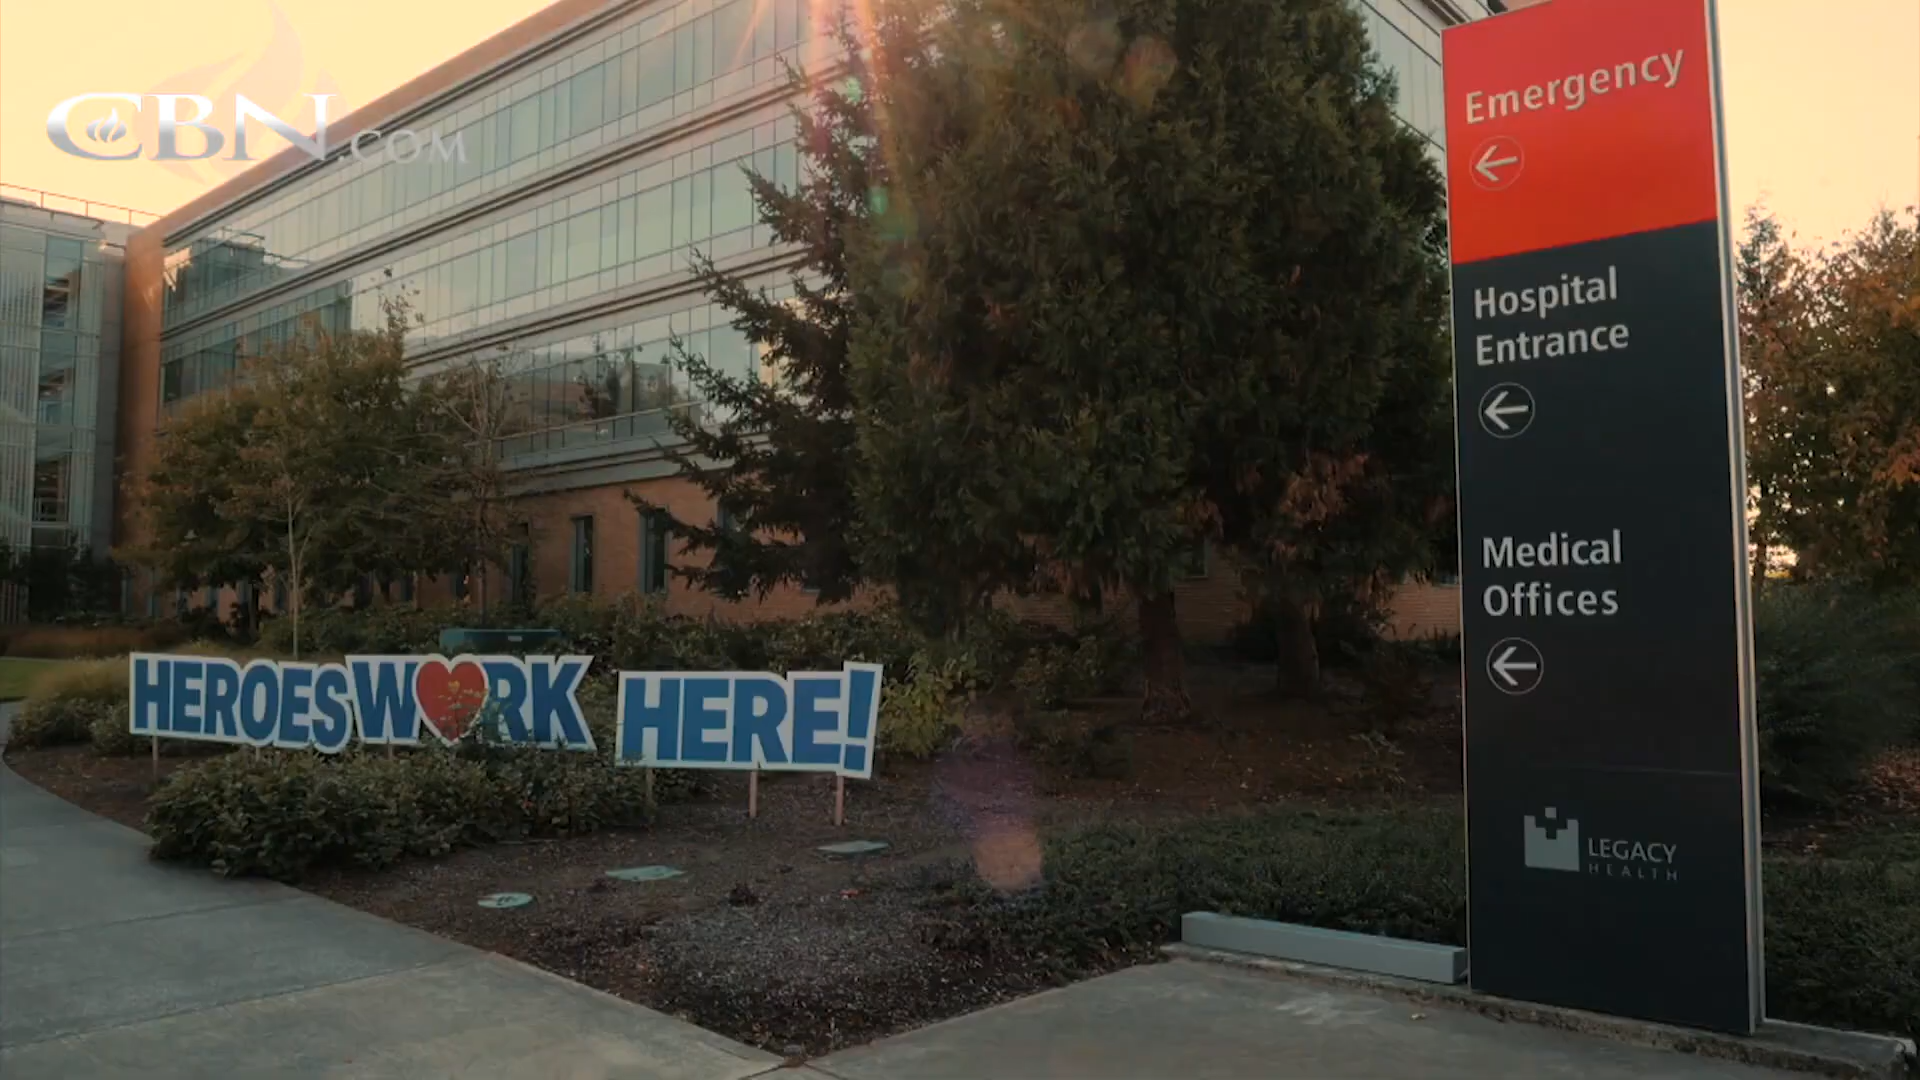 CBN.COM
Emergency
Hospital
Entrance
Medical
Offices
HEROES WORK HERE!
LEGACY
HEALTH